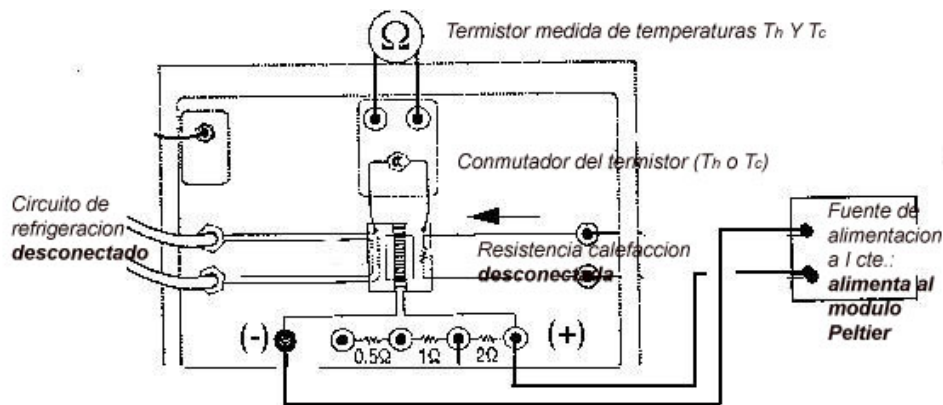 Ω
Termistor medida de temperaturas Th Y Tc
Conmutador del termistor (Th o Tc)
Circuito de
refrigeracion
desconectado
Resistencia calefaccion
desconectada
Fuente de
alimentacion
a I cte.:
alimenta al
modulo
Peltier
(-)
0.5Ω
1Ω
2Ω
(+)